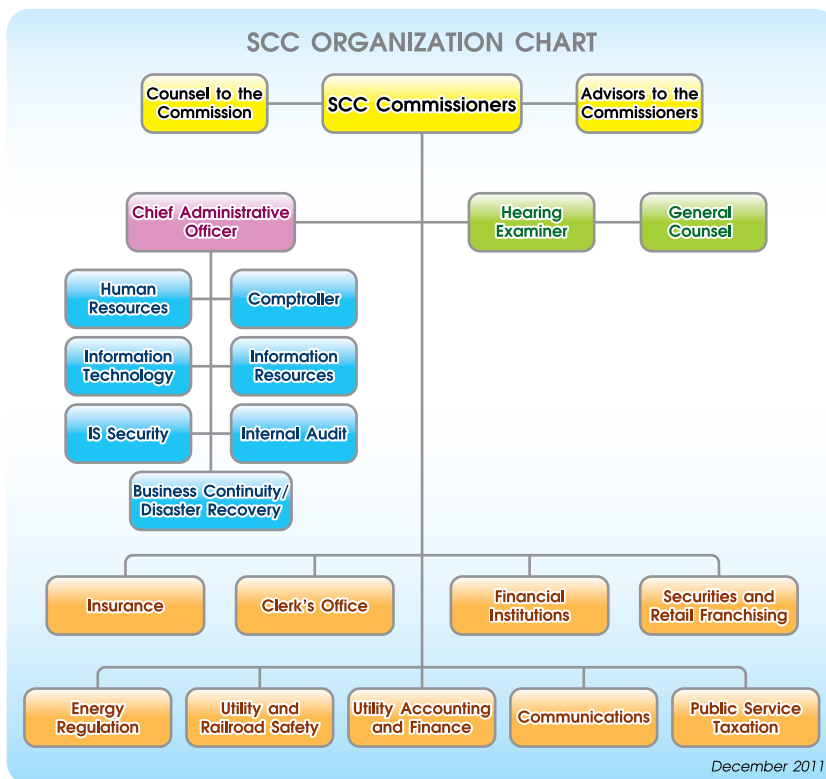 SCC ORGANIZATION CHART
Counsel to the
Commission
SCC Commissioners
Advisors to the
Commissioners
Chief Administrative
Officer
Hearing
Examiner
General
Counsel
Human
Resources
Comptroller
Information
Technology
Information
Resources
IS Security
Internal Audit
Business Continuity/
Disaster Recovery
Insurance
Clerk's Office
Financial
Institutions
Securities and
Retail Franchising
Energy
Regulation
Utility and
Railroad Safety
Utility Accounting
and Finance
Communications
Public Service
Taxation
December 2011